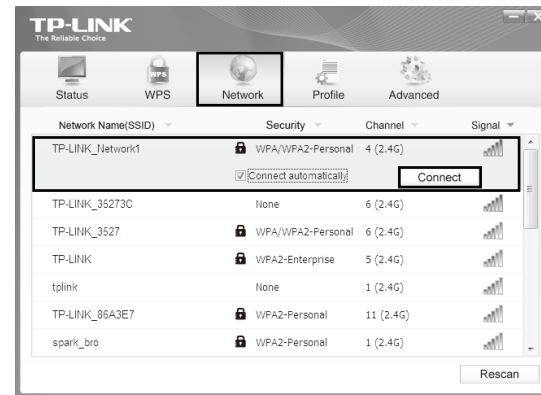 TP-LINK
The Reliable Choice
WPS
Status WPS Network Profile Advanced
Network Name(SSID) Security Channel Signal
TP-LINK_Network1 WPA/WPA2-Personal 4 (2.4G)
Connect automatically Connect
TP-LINK_35273C None 6 (2.4G)
TP-LINK_3527 WPA/WPA2-Personal 6 (2.4G)
TP-LINK WPA2-Enterprise 5 (2.4G)
tplink None 1 (2.4G)
TP-LINK_86A3E7 WPA2-Personal 11 (2.4G)
spark_bro WPA2-Personal 1 (2.4G)
Rescan